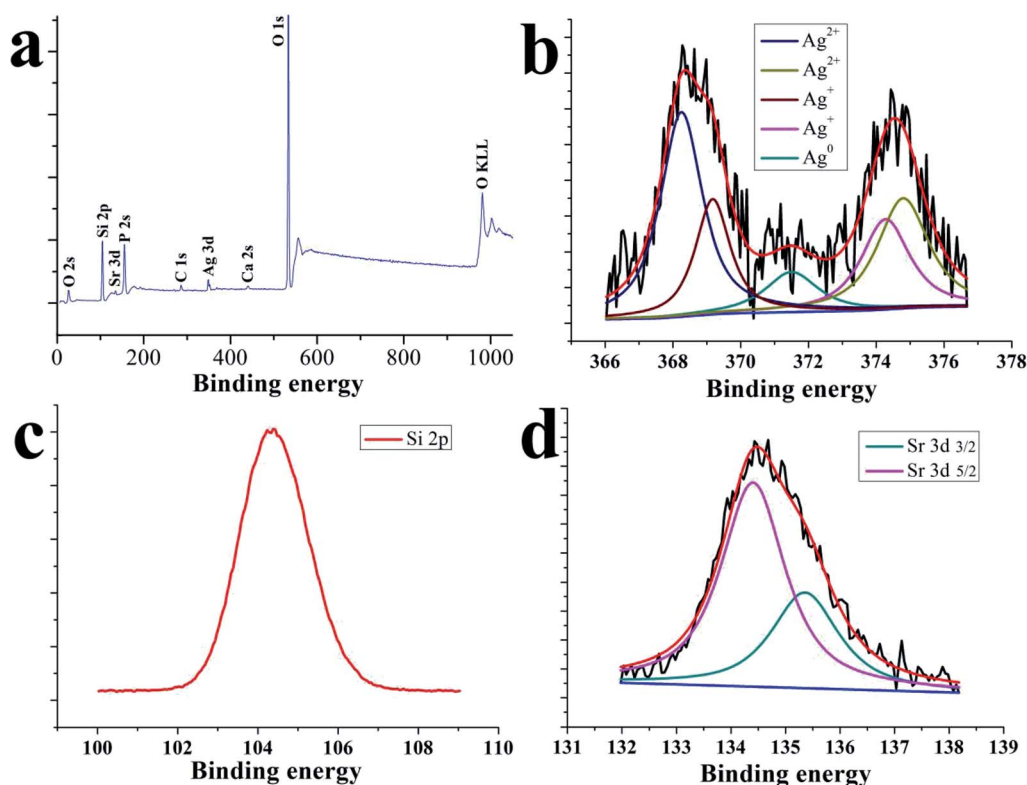 a
O 2s
Si 2p
Sr 3d
P 2s
C 1s
Ag 3d
Ca 2s
O 1s
O KLL
0 200 400 600 800 1000
Binding energy
b
Ag²⁺
Ag²⁺
Ag⁺
Ag⁺
Ag⁰
366 368 370 372 374 376 378
Binding energy
c
Si 2p
100 102 104 106 108 110
Binding energy
d
Sr 3d 3/2
Sr 3d 5/2
131 132 133 134 135 136 137 138 139
Binding energy